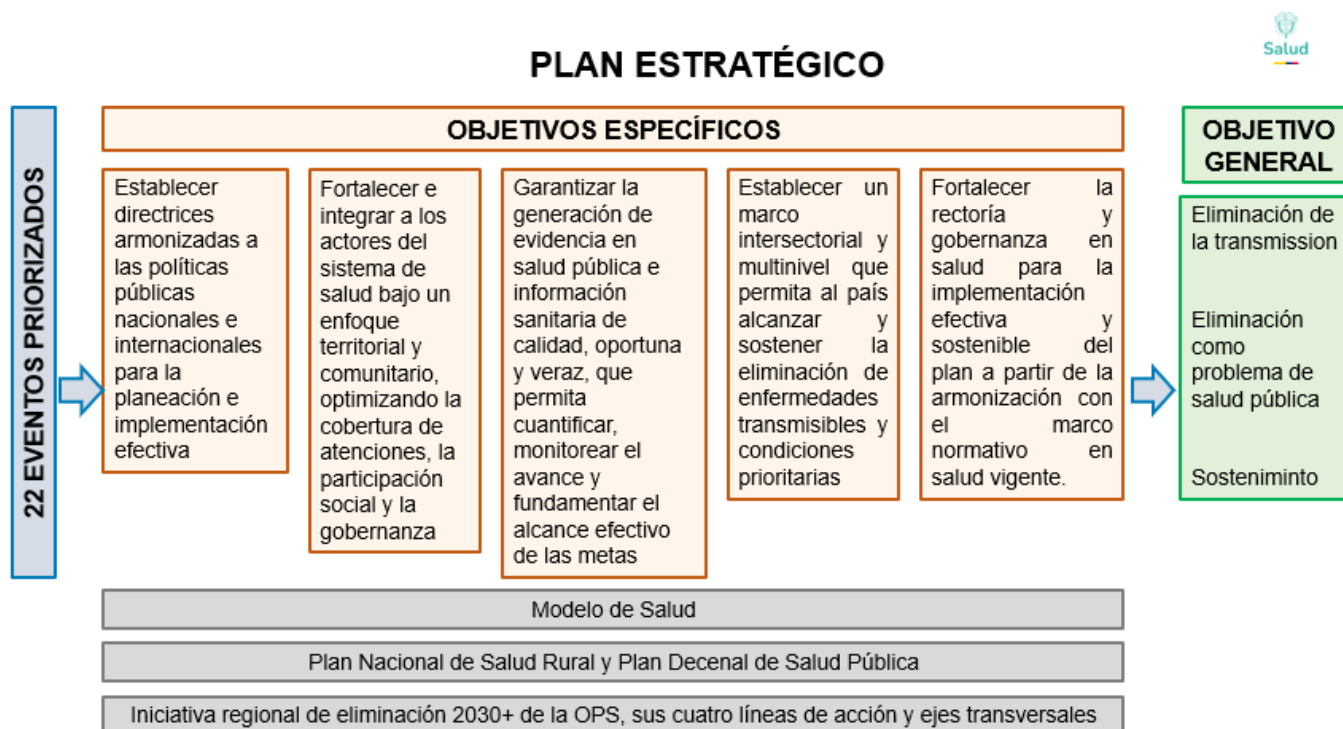 Salud
PLAN ESTRATÉGICO
22 EVENTOS PRIORIZADOS
OBJETIVOS ESPECÍFICOS
Establecer
directrices
armonizadas a
las políticas
públicas
nacionales e
internacionales
para la
planeación e
implementación
efectiva
Fortalecer e
integrar a los
actores del
sistema de
salud bajo un
enfoque
territorial y
comunitario,
optimizando la
cobertura de
atenciones, la
participación
social y la
gobernanza
Garantizar la
generación de
evidencia en
salud pública e
información
sanitaria de
calidad, oportuna
y veraz, que
permita
cuantificar,
monitorear el
avance y
fundamentar el
alcance efectivo
de las metas
Establecer un
marco
intersectorial y
multinivel que
permita al país
alcanzar y
sostener la
eliminación de
enfermedades
transmisibles y
condiciones
prioritarias
Fortalecer la
rectoría y
gobernanza en
salud para la
implementación
efectiva y
sostenible del
plan a partir de la
armonización con
el marco
normativo en
salud vigente.
OBJETIVO
GENERAL
Eliminación de
la transmission
Eliminación
como
problema de
salud pública
Sosteniminto
Modelo de Salud
Plan Nacional de Salud Rural y Plan Decenal de Salud Pública
Iniciativa regional de eliminación 2030+ de la OPS, sus cuatro líneas de acción y ejes transversales